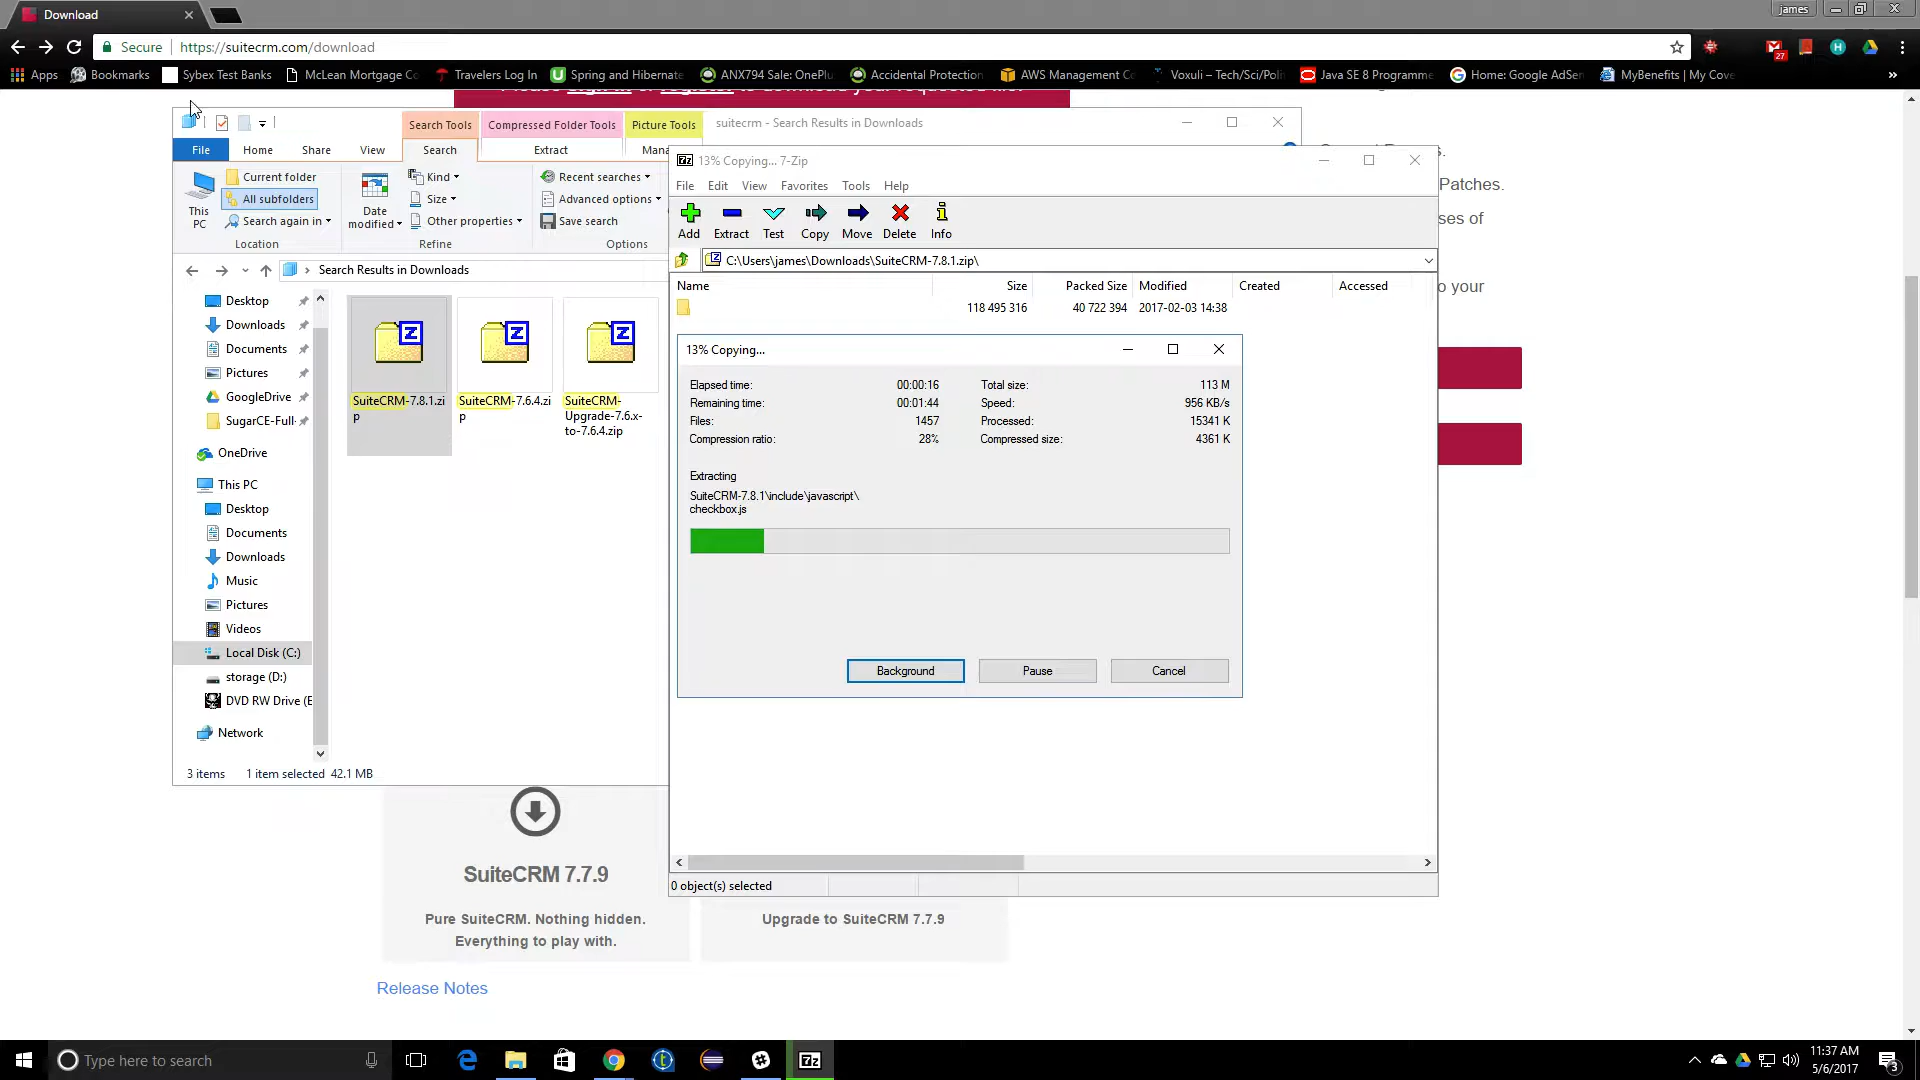 Download
james
Secure
https://suitecrm.com/download
Apps
Bookmarks
Sybex Test Banks
McLean Mortgage Co
Travelers Log In
Spring and Hibernate
ANX794 Sale: OnePlu
Accidental Protection
AWS Management Co
Voxuli – Tech/Sci/Poli
Java SE 8 Programme
Home: Google AdSen
MyBenefits | My Cove
»
27
Search Tools
Compressed Folder Tools
Picture Tools
suitecrm - Search Results in Downloads
File
Home
Share
View
Search
Extract
Mana
This
PC
Current folder
All subfolders
Search again in
Location
Date
modified
Kind
Size
Other properties
Refine
Recent searches
Advanced options
Save search
Options
Search Results in Downloads
Desktop
Downloads
Documents
Pictures
GoogleDrive
SugarCE-Full-
OneDrive
This PC
Desktop
Documents
Downloads
Music
Pictures
Videos
Local Disk (C:)
storage (D:)
DVD RW Drive (E
Network
SuiteCRM-7.8.1.zi
p
SuiteCRM-7.6.4.zi
p
SuiteCRM-
Upgrade-7.6.x-
to-7.6.4.zip
3 items
1 item selected 42.1 MB
13% Copying... 7-Zip
File
Edit
View
Favorites
Tools
Help
Add
Extract
Test
Copy
Move
Delete
Info
C:\Users\james\Downloads\SuiteCRM-7.8.1.zip\
Name
Size
Packed Size
Modified
Created
Accessed
118 495 316
40 722 394
2017-02-03 14:38
13% Copying...
Elapsed time:
00:00:16
Total size:
113 M
Remaining time:
00:01:44
Speed:
956 KB/s
Files:
1457
Processed:
15341 K
Compression ratio:
28%
Compressed size:
4361 K
Extracting
SuiteCRM-7.8.1\include\javascript\
checkbox.js
Background
Pause
Cancel
0 object(s) selected
Patches.
ses of
o your
SuiteCRM 7.7.9
Pure SuiteCRM. Nothing hidden.
Everything to play with.
Upgrade to SuiteCRM 7.7.9
Release Notes
Type here to search
11:37 AM
5/6/2017
3